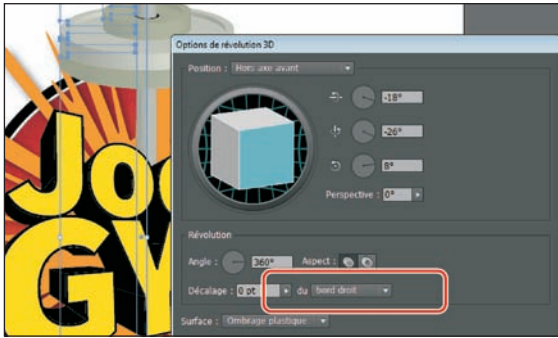 Options de révolution 3D
Position : Hors axe avant
-18°
-26°
8°
Perspective : 0°
Joe
GY
Révolution
Angle : 360° Aspect :
Décalage : 0 pt du bord droit
Surface : Ombrage plastique